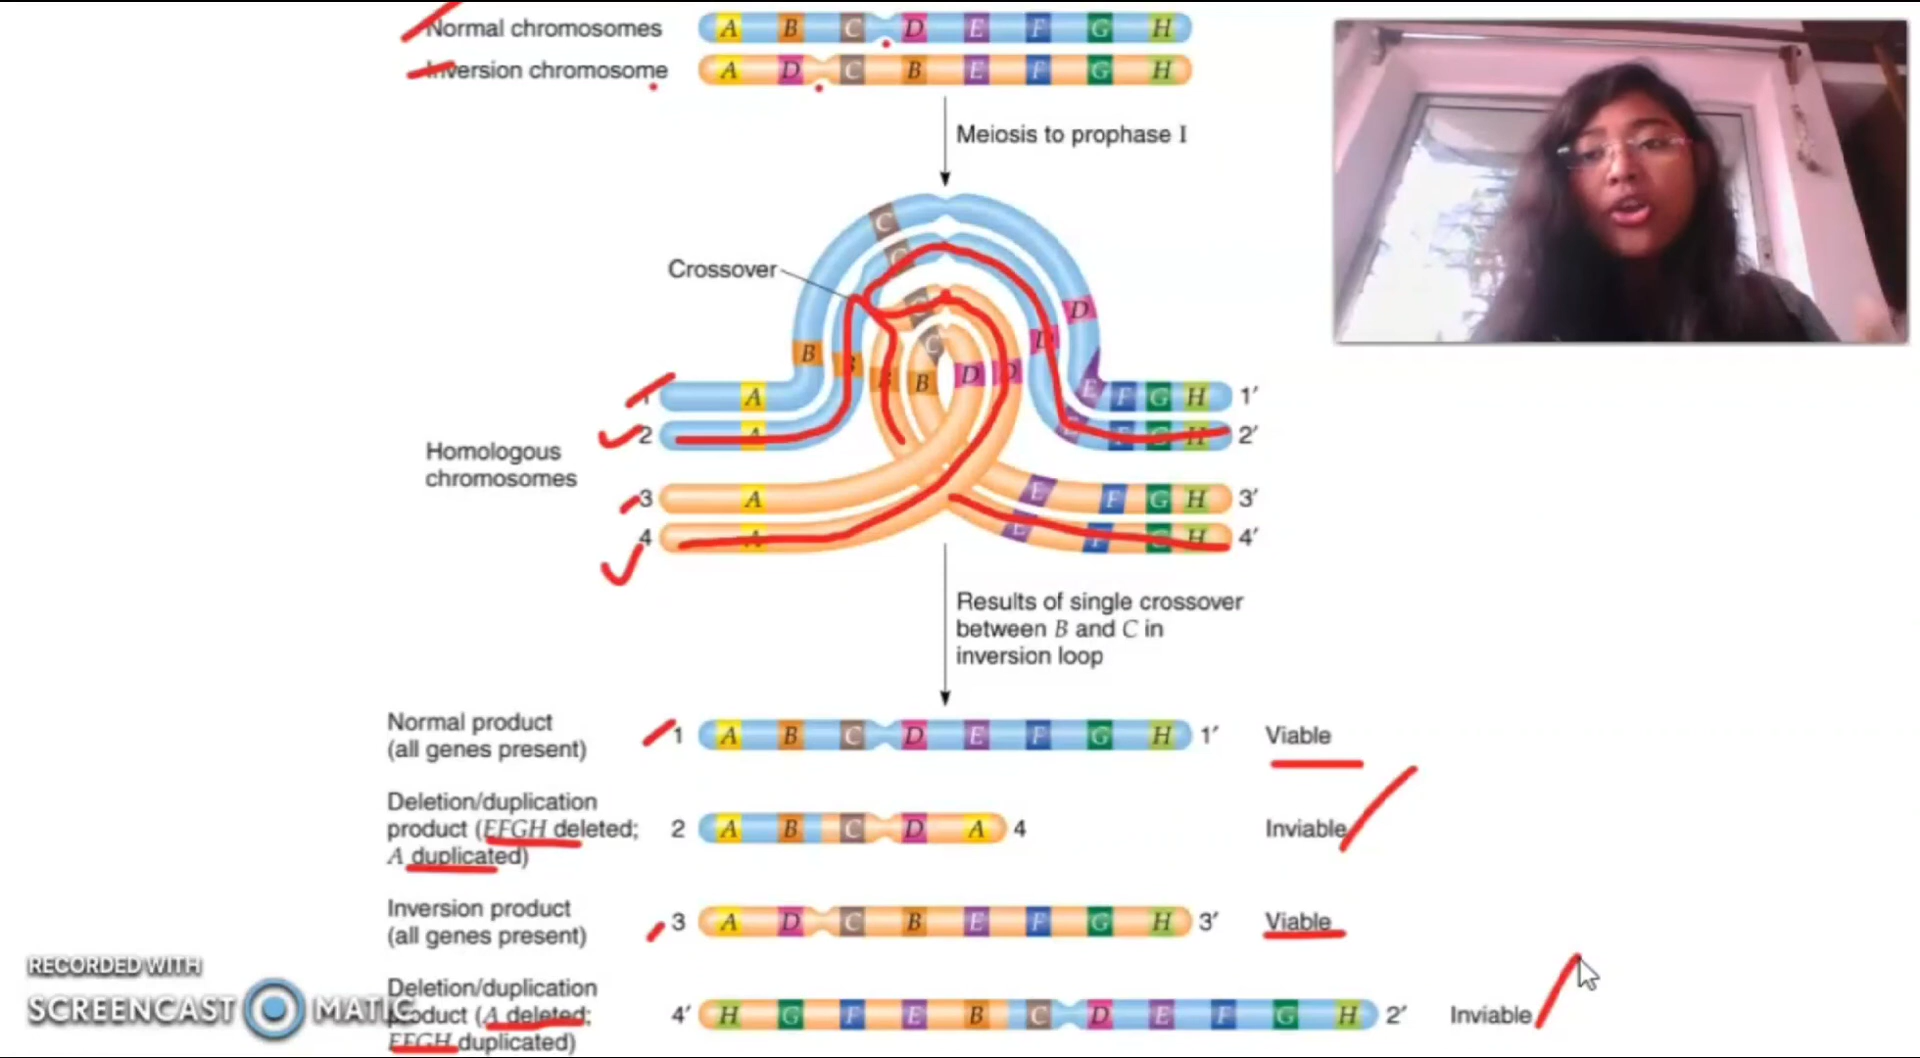 Normal chromosomes
A B C D E F G H
Inversion chromosome
A D C B E F G H
Meiosis to prophase I
Crossover
C
C
C
C
B B B B D D D D
1 A E F G H 1′
2 A E F G H 2′
Homologous
chromosomes
3 A E F G H 3′
4 A E F G H 4′
Results of single crossover
between B and C in
inversion loop
Normal product
(all genes present)
1 A B C D E F G H 1′ Viable
Deletion/duplication
product (EFGH deleted;
A duplicated)
2 A B C D A 4 Inviable
Inversion product
(all genes present)
3 A D C B E F G H 3′ Viable
Deletion/duplication
product (A deleted;
EFGH duplicated)
4′ H G F E B C D E F G H 2′ Inviable
RECORDED WITH
SCREENCAST MATIC